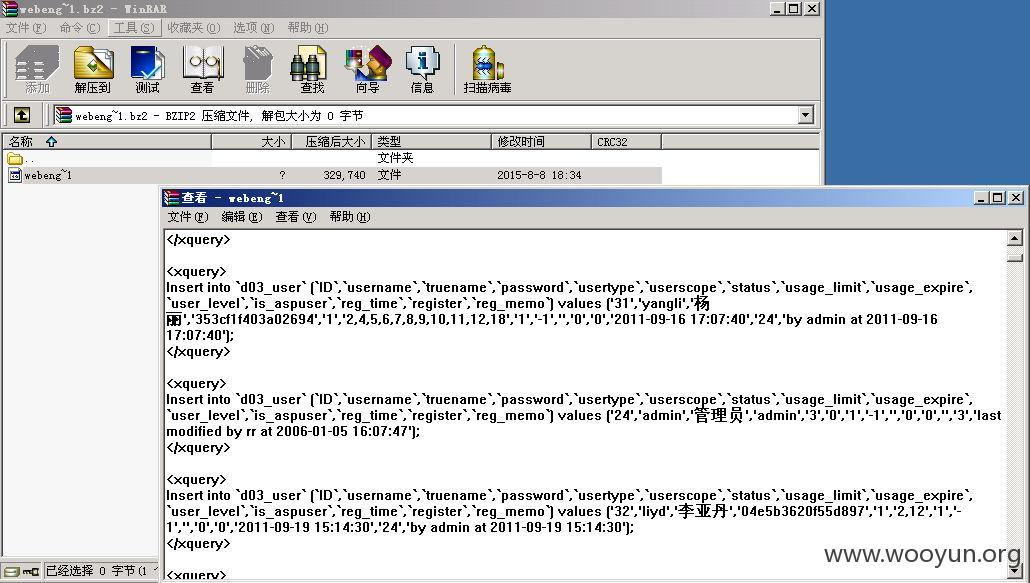 webeng~1.bz2 - WinRAR
文件(F) 命令(C) 工具(S) 收藏夹(O) 选项(N) 帮助(H)
添加 解压到 测试 查看 删除 查找 向导 信息 扫描病毒
webeng~1.bz2 - BZIP2 压缩文件, 解包大小为 0 字节
名称 大小 压缩后大小 类型 修改时间 CRC32
.. 文件夹
webeng~1 ? 329,740 文件 2015-8-8 18:34
查看 - webeng~1
文件(F) 编辑(E) 查看(V) 帮助(H)
</xquery>
<xquery>
Insert into `d03_user` (`ID`,`username`,`truename`,`password`,`usertype`,`userscope`,`status`,`usage_limit`,`usage_expire`,
`user_level`,`is_aspuser`,`reg_time`,`register`,`reg_memo`) values ('31','yangli','杨
丽','353cf1f403a02694','1','2,4,5,6,7,8,9,10,11,12,18','1','-1','','0','0','2011-09-16 17:07:40','24','by admin at 2011-09-16
17:07:40');
</xquery>
<xquery>
Insert into `d03_user` (`ID`,`username`,`truename`,`password`,`usertype`,`userscope`,`status`,`usage_limit`,`usage_expire`,
`user_level`,`is_aspuser`,`reg_time`,`register`,`reg_memo`) values ('24','admin','管理员','admin','3','0','1','-1','','0','0','','3','last
modified by rr at 2006-01-05 16:07:47');
</xquery>
<xquery>
Insert into `d03_user` (`ID`,`username`,`truename`,`password`,`usertype`,`userscope`,`status`,`usage_limit`,`usage_expire`,
`user_level`,`is_aspuser`,`reg_time`,`register`,`reg_memo`) values ('32','liyd','李亚丹','04e5b3620f55d897','1','2,12','1','-
1','','0','0','2011-09-19 15:14:30','24','by admin at 2011-09-19 15:14:30');
</xquery>
<xquery>
已经选择 0 字节(1
www.wooyun.org